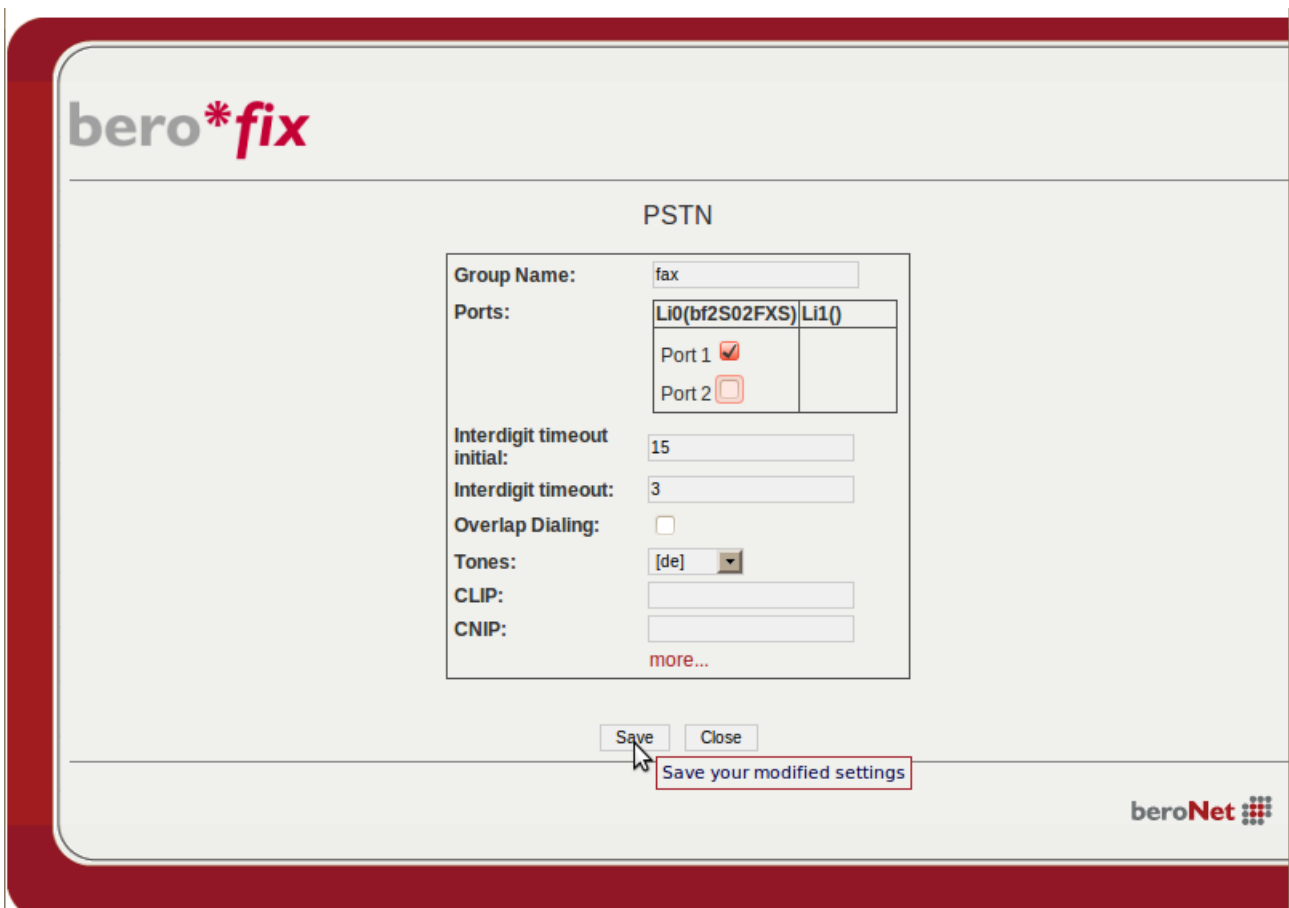 bero*fix
PSTN
Group Name: fax
Ports: Li0(bf2S02FXS) Li1()
Port 1
Port 2
Interdigit timeout
initial: 15
Interdigit timeout: 3
Overlap Dialing:
Tones: [de]
CLIP:
CNIP:
more...
Save Close
Save your modified settings
beroNet